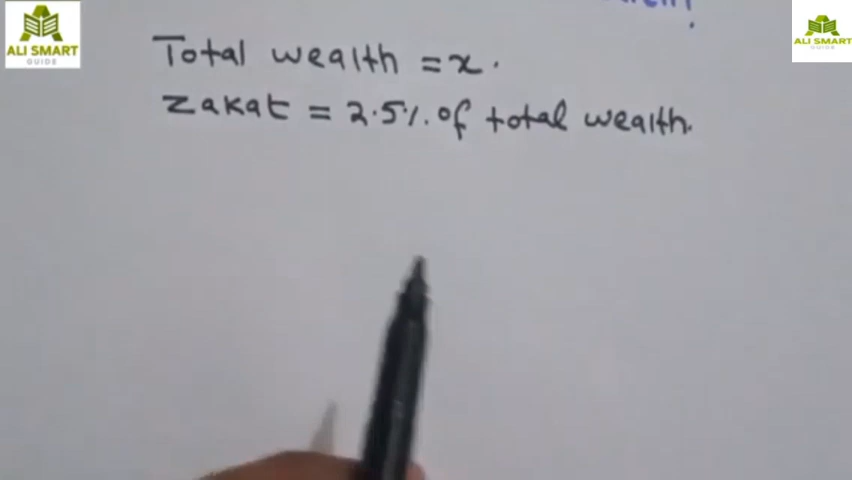 ALI SMART
GUIDE
ALI SMART
GUIDE
Total wealth = x.
Zakat = 2.5% of total wealth.